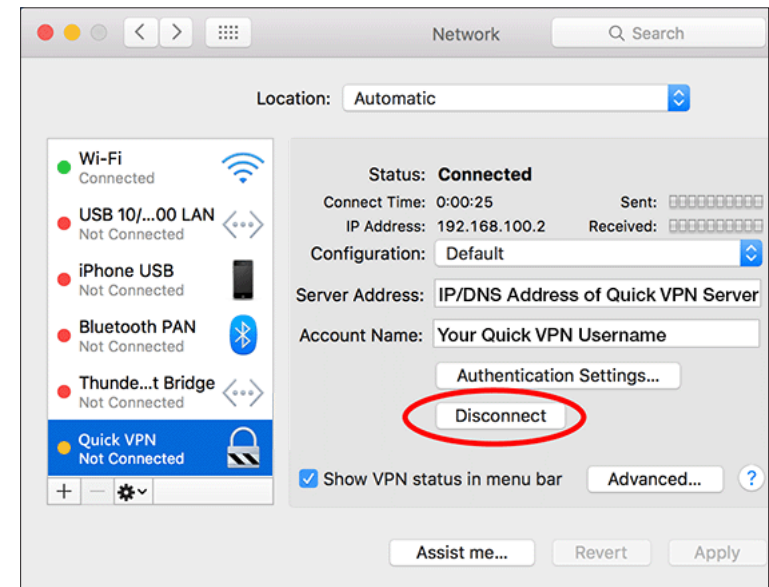 Network
Search
Location: Automatic
Wi-Fi
Connected
USB 10/...00 LAN
Not Connected
iPhone USB
Not Connected
Bluetooth PAN
Not Connected
Thunde...t Bridge
Not Connected
Quick VPN
Not Connected
Status: Connected
Connect Time: 0:00:25 Sent:
IP Address: 192.168.100.2 Received:
Configuration: Default
Server Address: IP/DNS Address of Quick VPN Server
Account Name: Your Quick VPN Username
Authentication Settings...
Disconnect
Show VPN status in menu bar Advanced... ?
Assist me... Revert Apply